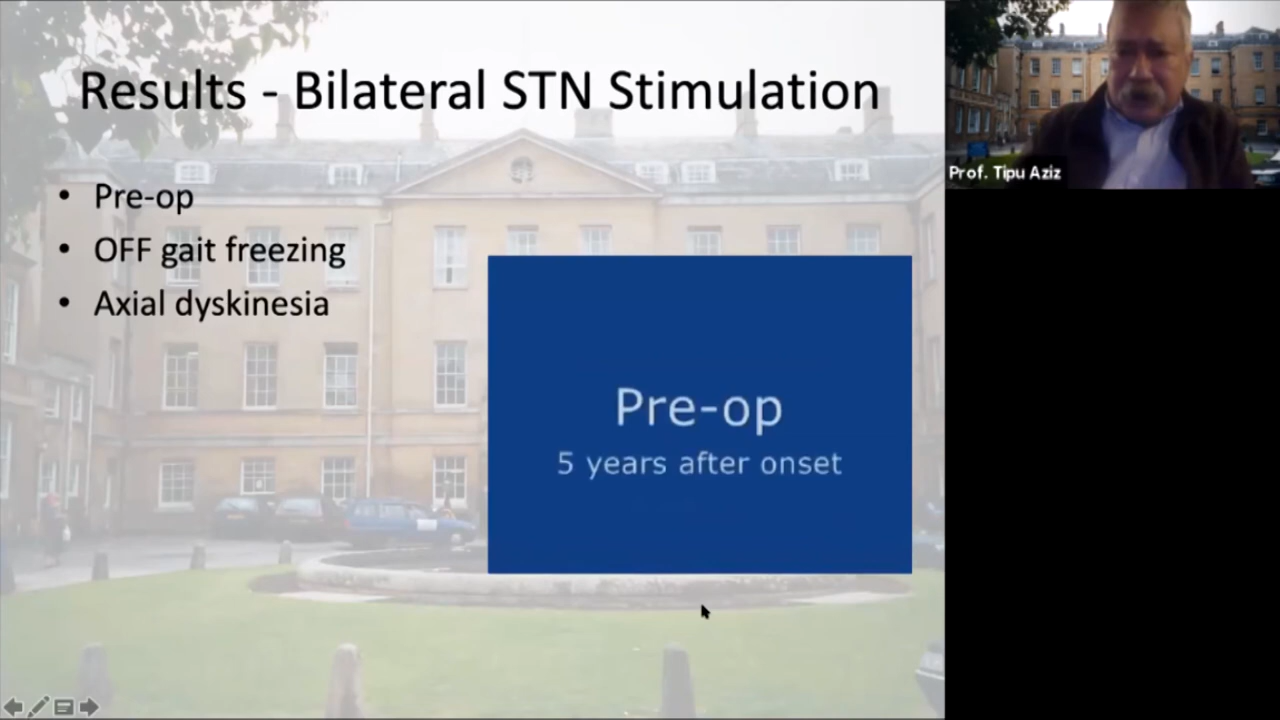 Results - Bilateral STN Stimulation
• Pre-op
• OFF gait freezing
• Axial dyskinesia
Pre-op
5 years after onset
Prof. Tipu Aziz